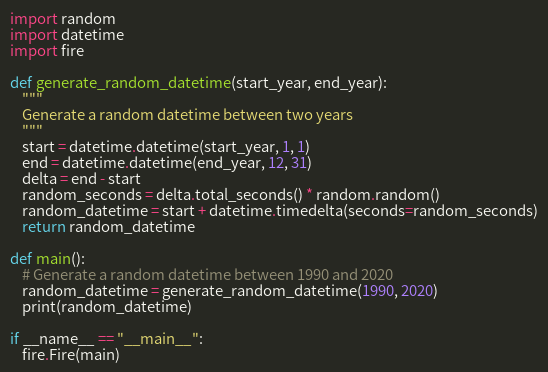 import random
import datetime
import fire

def generate_random_datetime(start_year, end_year):
    """
    Generate a random datetime between two years
    """
    start = datetime.datetime(start_year, 1, 1)
    end = datetime.datetime(end_year, 12, 31)
    delta = end - start
    random_seconds = delta.total_seconds() * random.random()
    random_datetime = start + datetime.timedelta(seconds=random_seconds)
    return random_datetime

def main():
    # Generate a random datetime between 1990 and 2020
    random_datetime = generate_random_datetime(1990, 2020)
    print(random_datetime)

if __name__ == "__main__":
    fire.Fire(main)